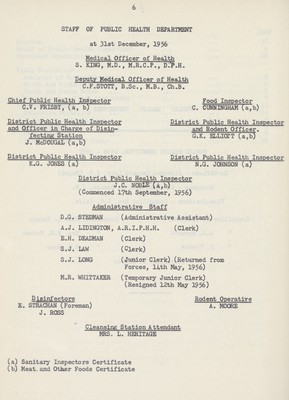 6
STAFF OF PUBLIC HEALTH DEPARTMENT
at 31st December, 1956
Medical Officer of Health
S. KING, M.D., M.R.C.P., D.P.H.
Deputy Medical Officer of Health
C.F.STOTT, B.Sc., M.B., Ch.B.
Chief Public Health Inspector
C.V. FRISBY, (a, b)
Food Inspector
C. CUNNINGHAM (a,b)
District Public Health Inspector
and Officer in Charge of Disin-
fecting Station
J. McDOUGAL (a,b)
District Public Health Inspector
and Rodent Officer.
G.K. ELLIOTT (a,b)
District Public Health Inspector
K.G. JONES (a)
District Public Health Inspector
N.G. JOHNSON (a)
District Public Health Inspector
J.C. NOBLE (a,b)
(Commenced 17th September, 1956)
Administrative Staff
D.G. STEDMAN (Administrative Assistant)
A.J. LIDINGTON, A.R.I.P.H.H. (Clerk)
E.H. DEADMAN (Clerk)
S.J. LAW (Clerk)
S.J. LONG (Junior Clerk) (Returned from
Forces, 14th May, 1956)
M.R. WHITTAKER (Temporary Junior Clerk)
(Resigned 12th May 1956)
Disinfectors
E. STRACHAN (Foreman)
J. ROSS
Rodent Operative
A. MOORE
Cleansing Station Attendant
MRS. L. HERITAGE
(a) Sanitary Inspectors Certificate
(b) Meat and Other Foods Certificate